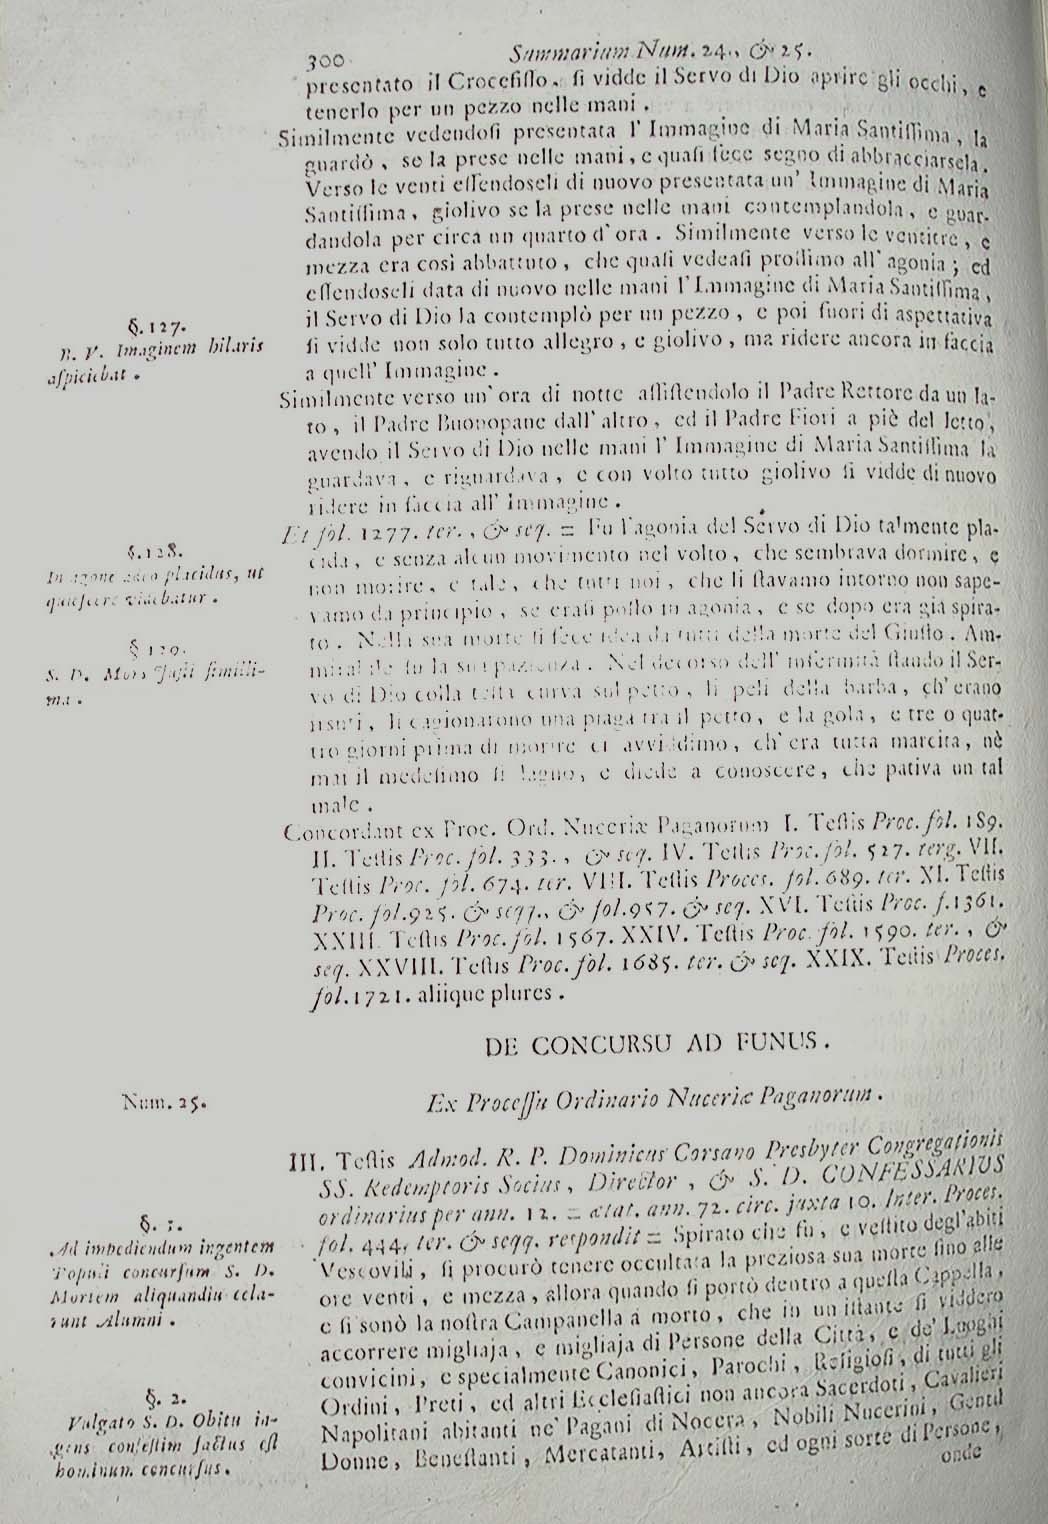 300
Summarium Num. 24., & 25.
presentato il Crocefiſſo, ſi vidde il Servo di Dio aprire gli occhi, e
tenerlo per un pezzo nelle mani.
Similmente vedendoſi presentata l' Immagine di Maria Santiſſima, la
guardò, se la prese nelle mani, e quaſi fece segno di abbracciarsela.
Verso le venti eſſendoseli di nuovo presentata un' Immagine di Maria
Santiſſima, giolivo se la prese nelle mani contemplandola, e guar-
dandola per circa un quarto d'ora. Similmente verso le ventitre, e
mezza era così abbattuto, che quaſi vedeaſi proſſimo all' agonia; ed
eſſendoseli data di nuovo nelle mani l'Immagine di Maria Santiſſima,
§. 127.
il Servo di Dio la contemplò per un pezzo, e poi fuori di aspettativa
B. V. Imaginem hilaris
ſi vidde non solo tutto allegro, e giolivo, ma ridere ancora in faccia
aſpiciebat.
a quell' Immagine.
Similmente verso un' ora di notte aſſiſtendolo il Padre Rettore da un la-
to, il Padre Buonopane dall' altro, ed il Padre Fiori a piè del letto,
avendo il Servo di Dio nelle mani l' Immagine di Maria Santiſſima la
guardava, e riguardava, e con volto tutto giolivo ſi vidde di nuovo
ridere in faccia all' Immagine.
Et fol. 1277. ter., & seq. = Fu l'agonia del Servo di Dio talmente pla-
§. 128.
cida, e senza alcun movimento nel volto, che sembrava dormire, e
In agone adeo placidus, ut
non morire, e tale, che tutti noi, che li ſtavamo intorno non sape-
quieſcere videbatur.
vamo da principio, se eraſi poſto in agonia, e se dopo era già spira-
to. Nella sua morte ſi fece idea da tutti della morte del Giuſto. Am-
§ 129.
mirabile fu la sua pazienza. Nel decorso dell' infermità ſtando il Ser-
S. D. Mors Juſti ſimilli-
vo di Dio colla teſta curva sul petto, li peli della barba, ch'erano
ma.
irsuti, li cagionarono una piaga tra il petto, e la gola, e tre o quat-
tro giorni prima di morire ci avviddimo, ch' era tutta marcita, nè
mai il medeſimo ſi lagnò, e diede a conoscere, che pativa un tal
male.
Concordant ex Proc. Ord. Nuceriæ Paganorum I. Teſtis Proc. fol. 189.
II. Teſtis Proc. fol. 333., & seq. IV. Teſtis Proc. fol. 527. terg. VII.
Teſtis Proc. fol. 674. ter. VIII. Teſtis Proces. fol. 689. ter. XI. Teſtis
Proc. fol. 925. & seqq., & fol. 957. & seq. XVI. Teſtis Proc. f. 1361.
XXIII. Teſtis Proc. fol. 1567. XXIV. Teſtis Proc. fol. 1590. ter., &
seq. XXVIII. Teſtis Proc. fol. 1685. ter. & seq. XXIX. Teſtis Proces.
fol. 1721. aliique plures.
DE CONCURSU AD FUNUS.
Num. 25.
Ex Proceſſu Ordinario Nuceriæ Paganorum.
III. Teſtis Admod. R. P. Dominicus Corsano Presbyter Congregationis
SS. Redemptoris Socius, Director, & S. D. CONFESSARIUS
ordinarius per ann. 12. = ætat. ann. 72. circ. juxta 10. Inter. Proces.
§. 1.
fol. 444. ter. & seqq. respondit = Spirato che fu, e veſtito degl'abiti
Ad impediendum ingentem
Vescovili, ſi procurò tenere occultata la preziosa sua morte ſino alle
Populi concurſum S. D.
ore venti, e mezza, allora quando ſi portò dentro a queſta Cappella,
Mortem aliquandiu cela-
e ſi sonò la noſtra Campanella a morto, che in un iſtante ſi viddero
runt Alumni.
accorrere migliaja, e migliaja di Persone della Città, e de' Luoghi
convicini, e specialmente Canonici, Parochi, Religioſi, di tutti gli
§. 2.
Ordini, Preti, ed altri Eccleſiaſtici non ancora Sacerdoti, Cavalieri
Vulgato S. D. Obitu in-
Napolitani abitanti ne' Pagani di Nocera, Nobili Nucerini, Gentil
gens confeſtim factus eſt
Donne, Beneſtanti, Mercatanti, Artiſti, ed ogni sorte di Persone,
hominum concurſus.
onde